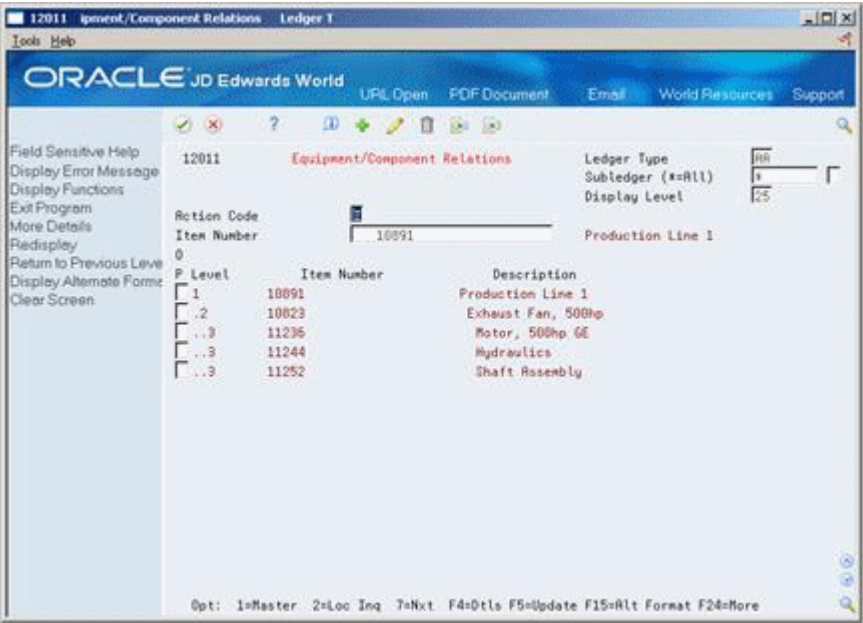 12011 ipment/Component Relations Ledger T
Tools Help
ORACLE JD Edwards World
URL Open PDF Document Email World Resources Support
Field Sensitive Help
Display Error Message
Display Functions
Exit Program
More Details
Redisplay
Return to Previous Leve
Display Alternate Forma
Clear Screen
12011 Equipment/Component Relations Ledger Type AA
Subledger (*=All) *
Display Level 25
Action Code
Item Number 10891 Production Line 1
O
P Level Item Number Description
1 10891 Production Line 1
.2 10823 Exhaust Fan, 500hp
..3 11236 Motor, 500hp GE
..3 11244 Hydraulics
..3 11252 Shaft Assembly
Opt: 1=Master 2=Loc Inq 7=Nxt F4=Dtls F5=Update F15=Alt Format F24=More